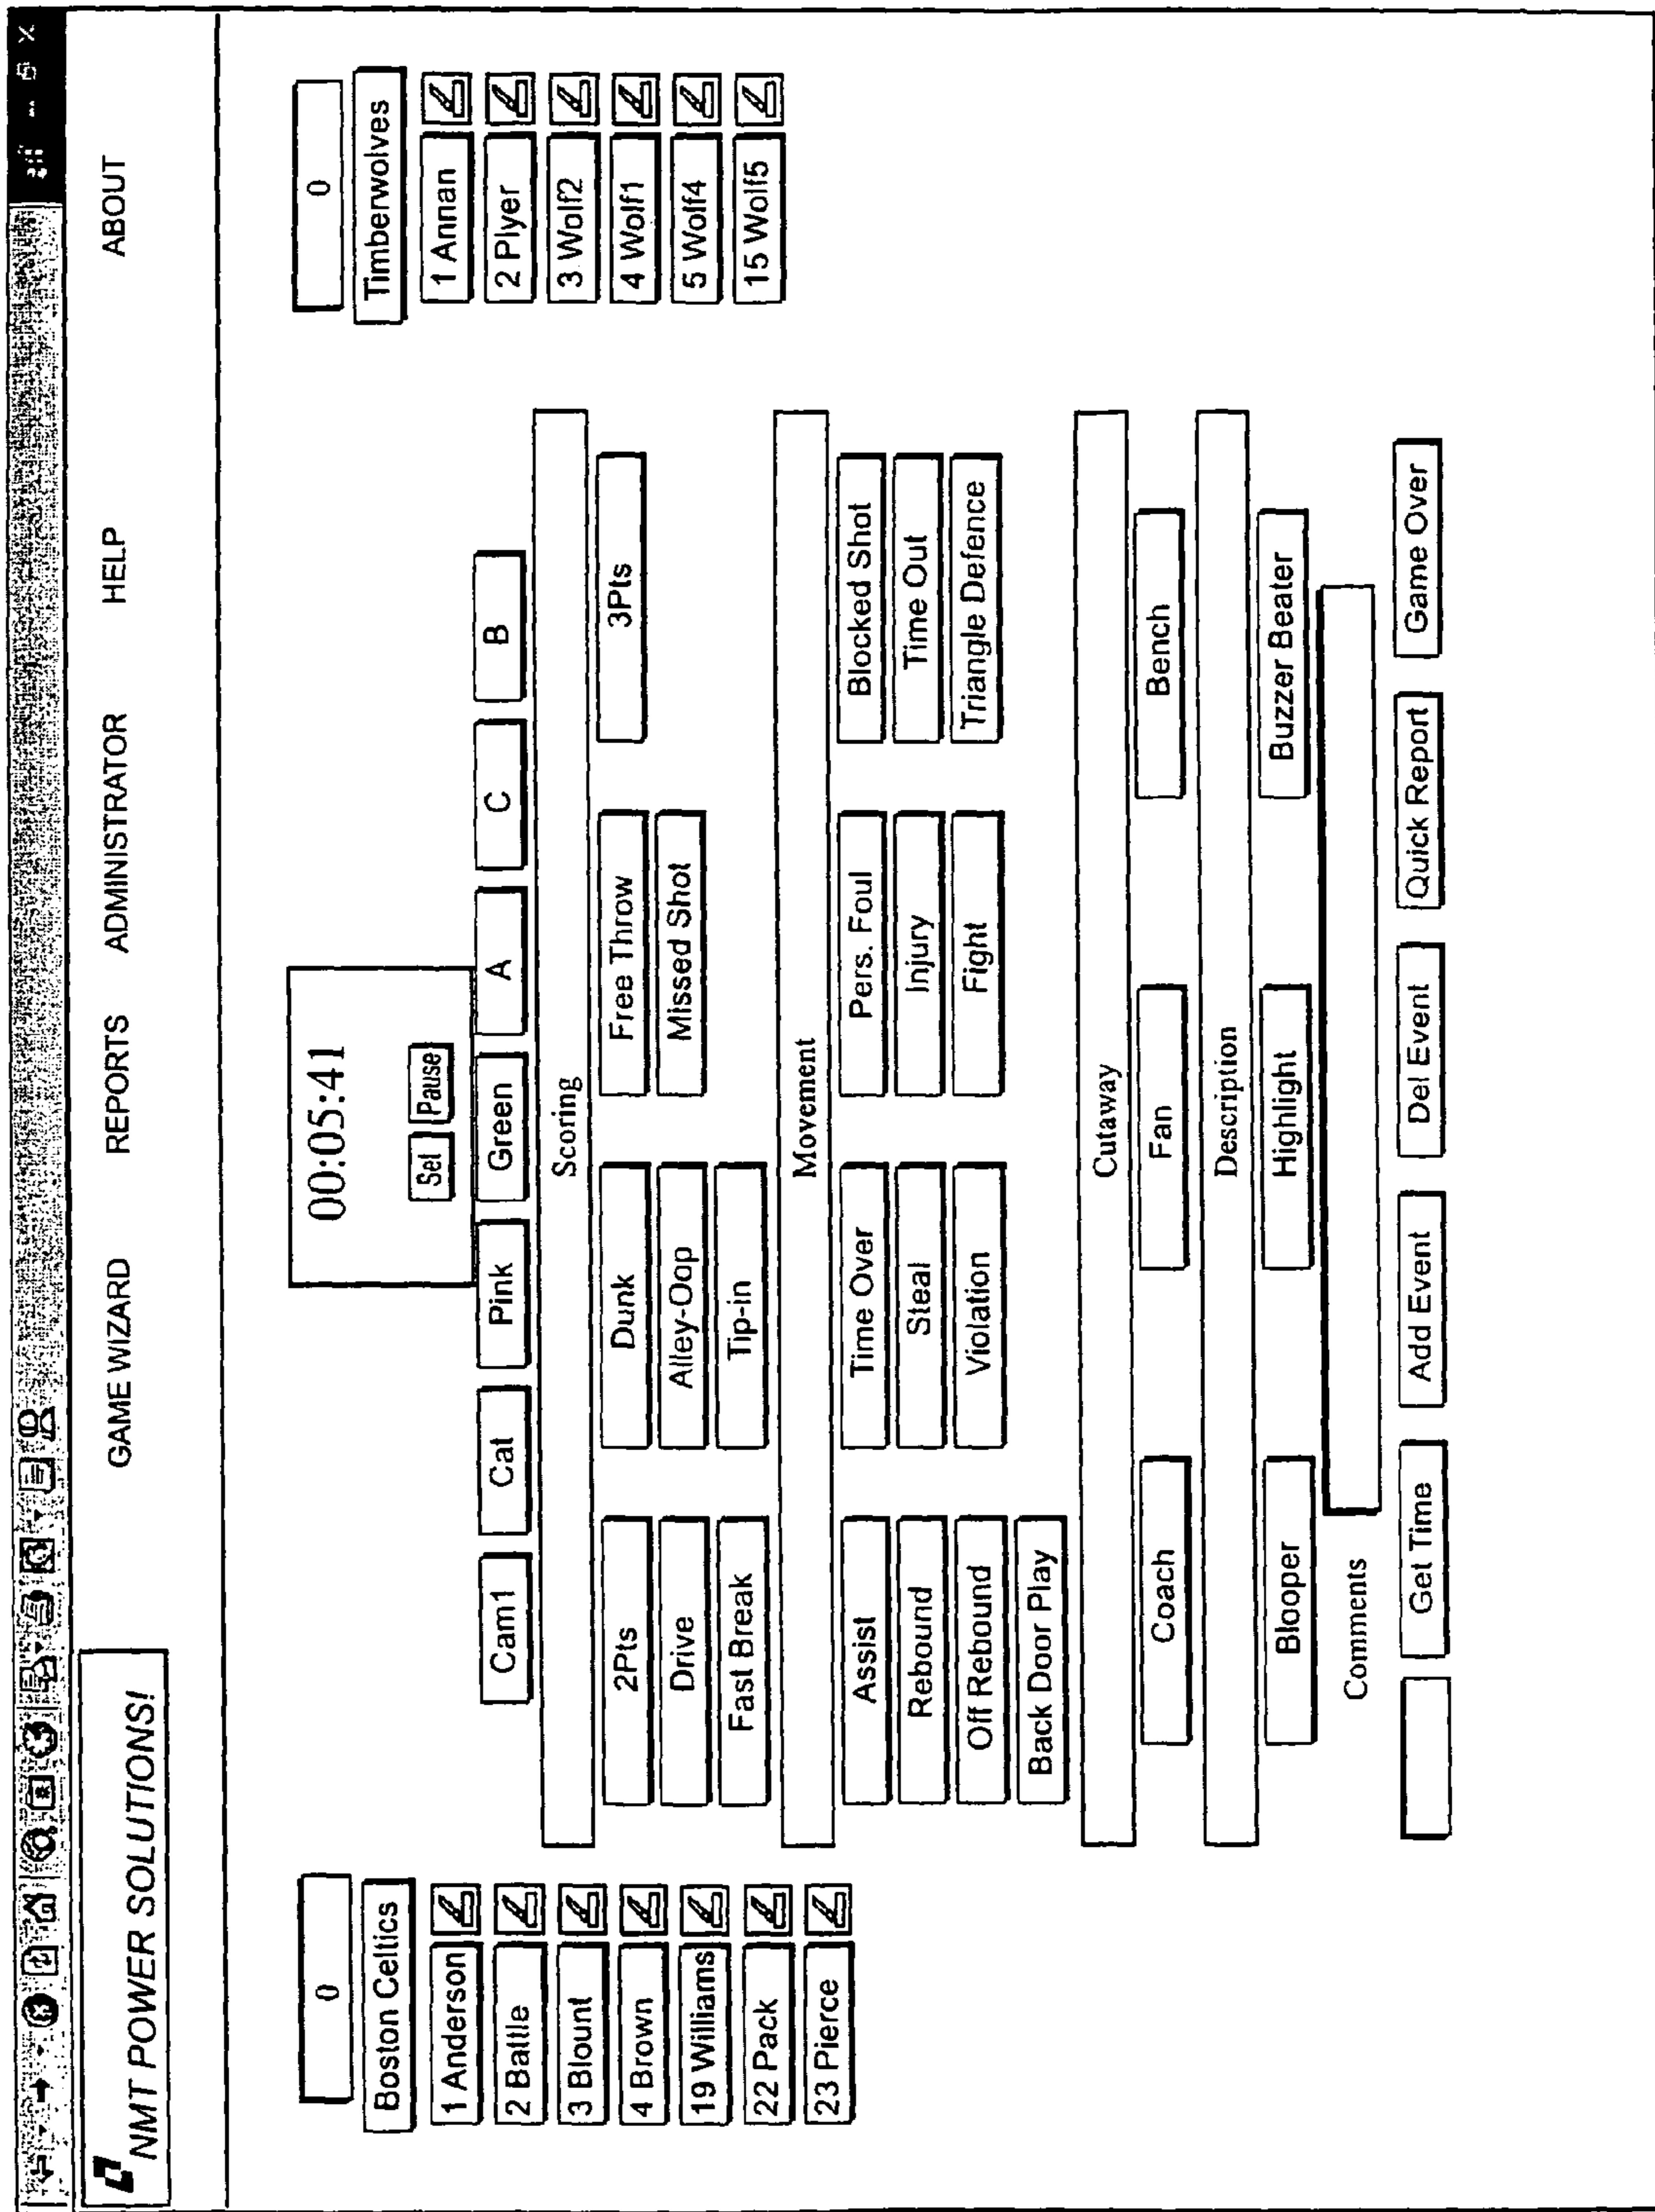 NMT POWER SOLUTIONS!
GAME WIZARD REPORTS ADMINISTRATOR HELP ABOUT
0
Boston Celtics
1 Anderson
2 Battle
3 Blount
4 Brown
19 Williams
22 Pack
23 Pierce
00:05:41
Set Pause
Cam1 Cat Pink Green A C B
Scoring
2Pts Dunk Free Throw 3Pts
Drive Alley-Oop Missed Shot
Fast Break Tip-in
Movement
Assist Time Over Pers. Foul Blocked Shot
Rebound Steal Injury Time Out
Off Rebound Violation Fight Triangle Defence
Back Door Play
Cutaway
Coach Fan Bench
Description
Blooper Highlight Buzzer Beater
Comments
Get Time Add Event Del Event Quick Report Game Over
0
Timberwolves
1 Annan
2 Plyer
3 Wolf2
4 Wolf1
5 Wolf4
15 Wolf5